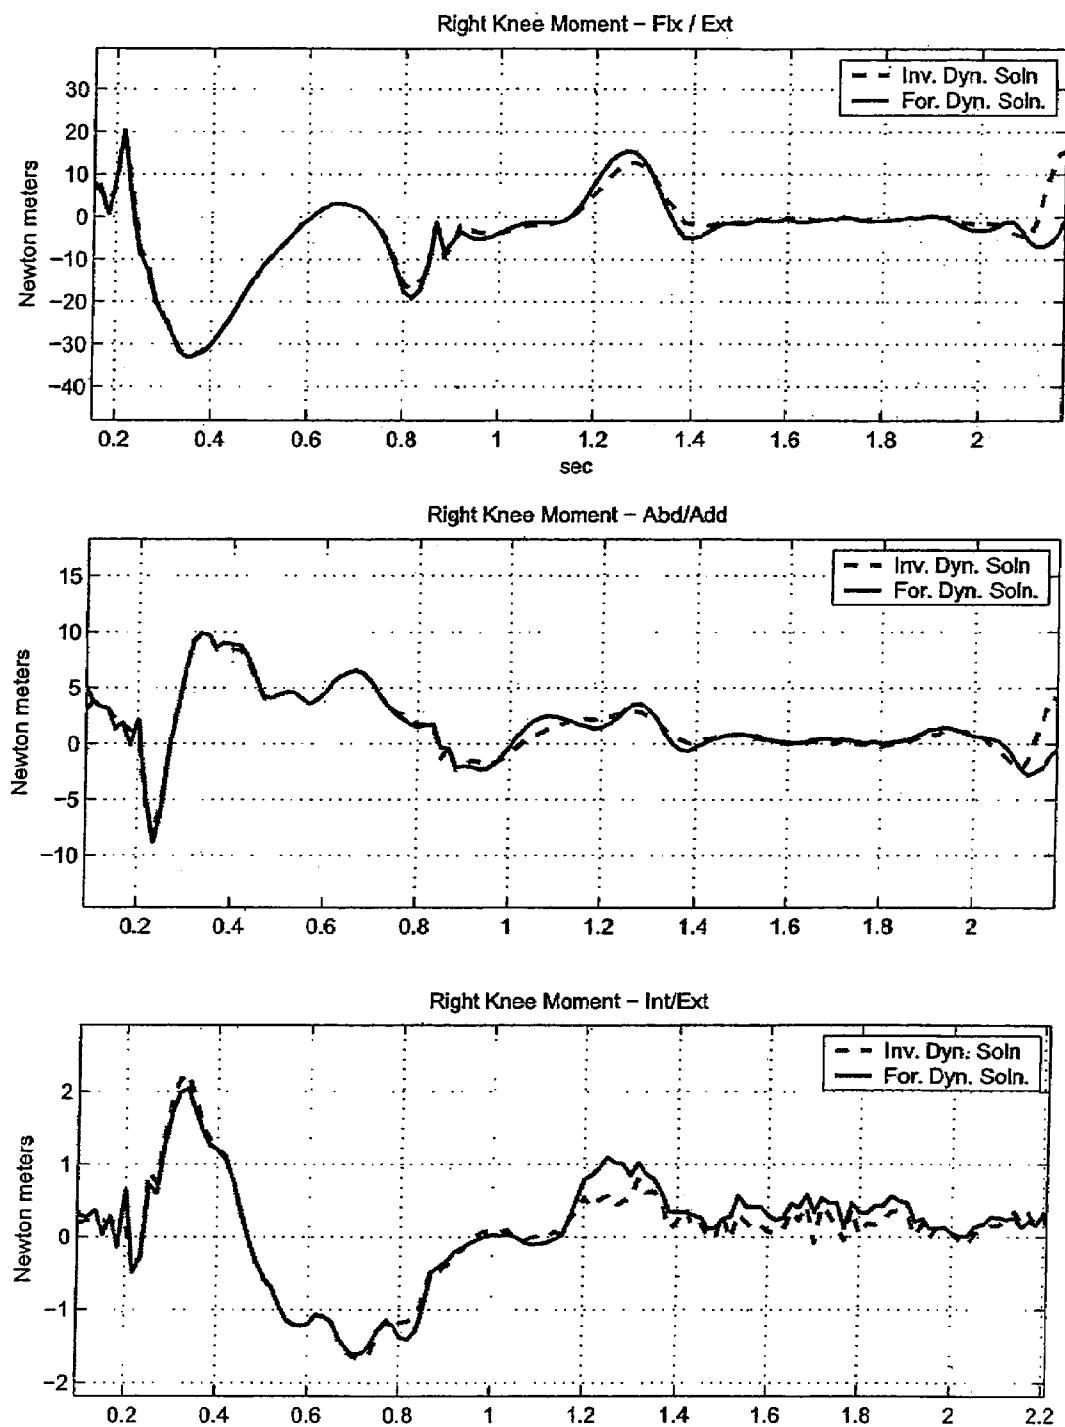 Right Knee Moment – Flx / Ext
Inv. Dyn. Soln
For. Dyn. Soln.
30
20
10
0
−10
−20
−30
−40
Newton meters
0.2 0.4 0.6 0.8 1 1.2 1.4 1.6 1.8 2
sec
Right Knee Moment – Abd/Add
Inv. Dyn. Soln
For. Dyn. Soln.
15
10
5
0
−5
−10
Newton meters
0.2 0.4 0.6 0.8 1 1.2 1.4 1.6 1.8 2
Right Knee Moment – Int/Ext
Inv. Dyn. Soln
For. Dyn. Soln.
2
1
0
−1
−2
Newton meters
0.2 0.4 0.6 0.8 1 1.2 1.4 1.6 1.8 2 2.2